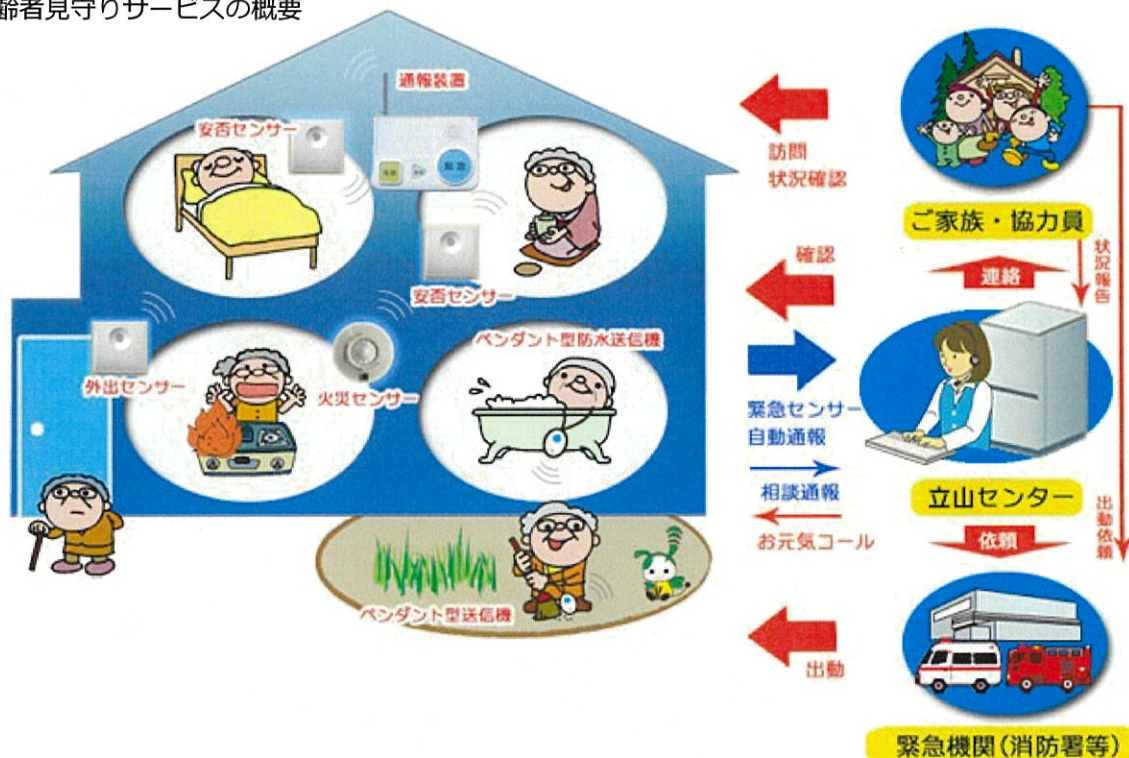 齢者見守りサービスの概要
通報装置
安否センサー
緊急
安否センサー
外出センサー
火災センサー
ペンダント型防水送信機
ペンダント型送信機
訪問
状況確認
ご家族・協力員
確認
連絡
状況報告
緊急センサー
自動通報
相談通報
お元気コール
立山センター
依頼
出動依頼
出動
緊急機関(消防署等)